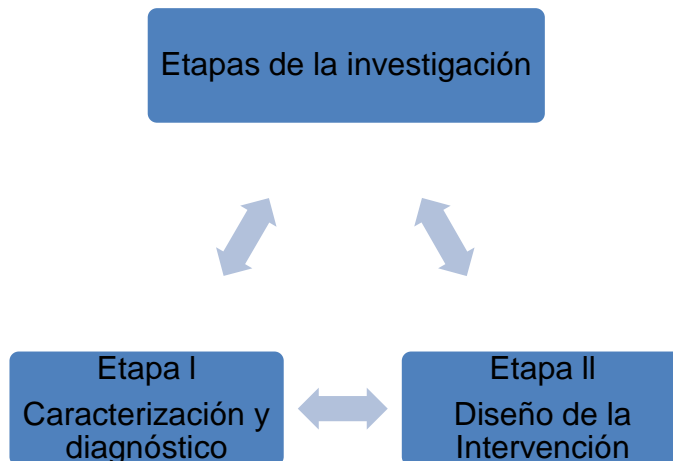 Etapas de la investigación
Etapa I
Caracterización y
diagnóstico
Etapa II
Diseño de la
Intervención